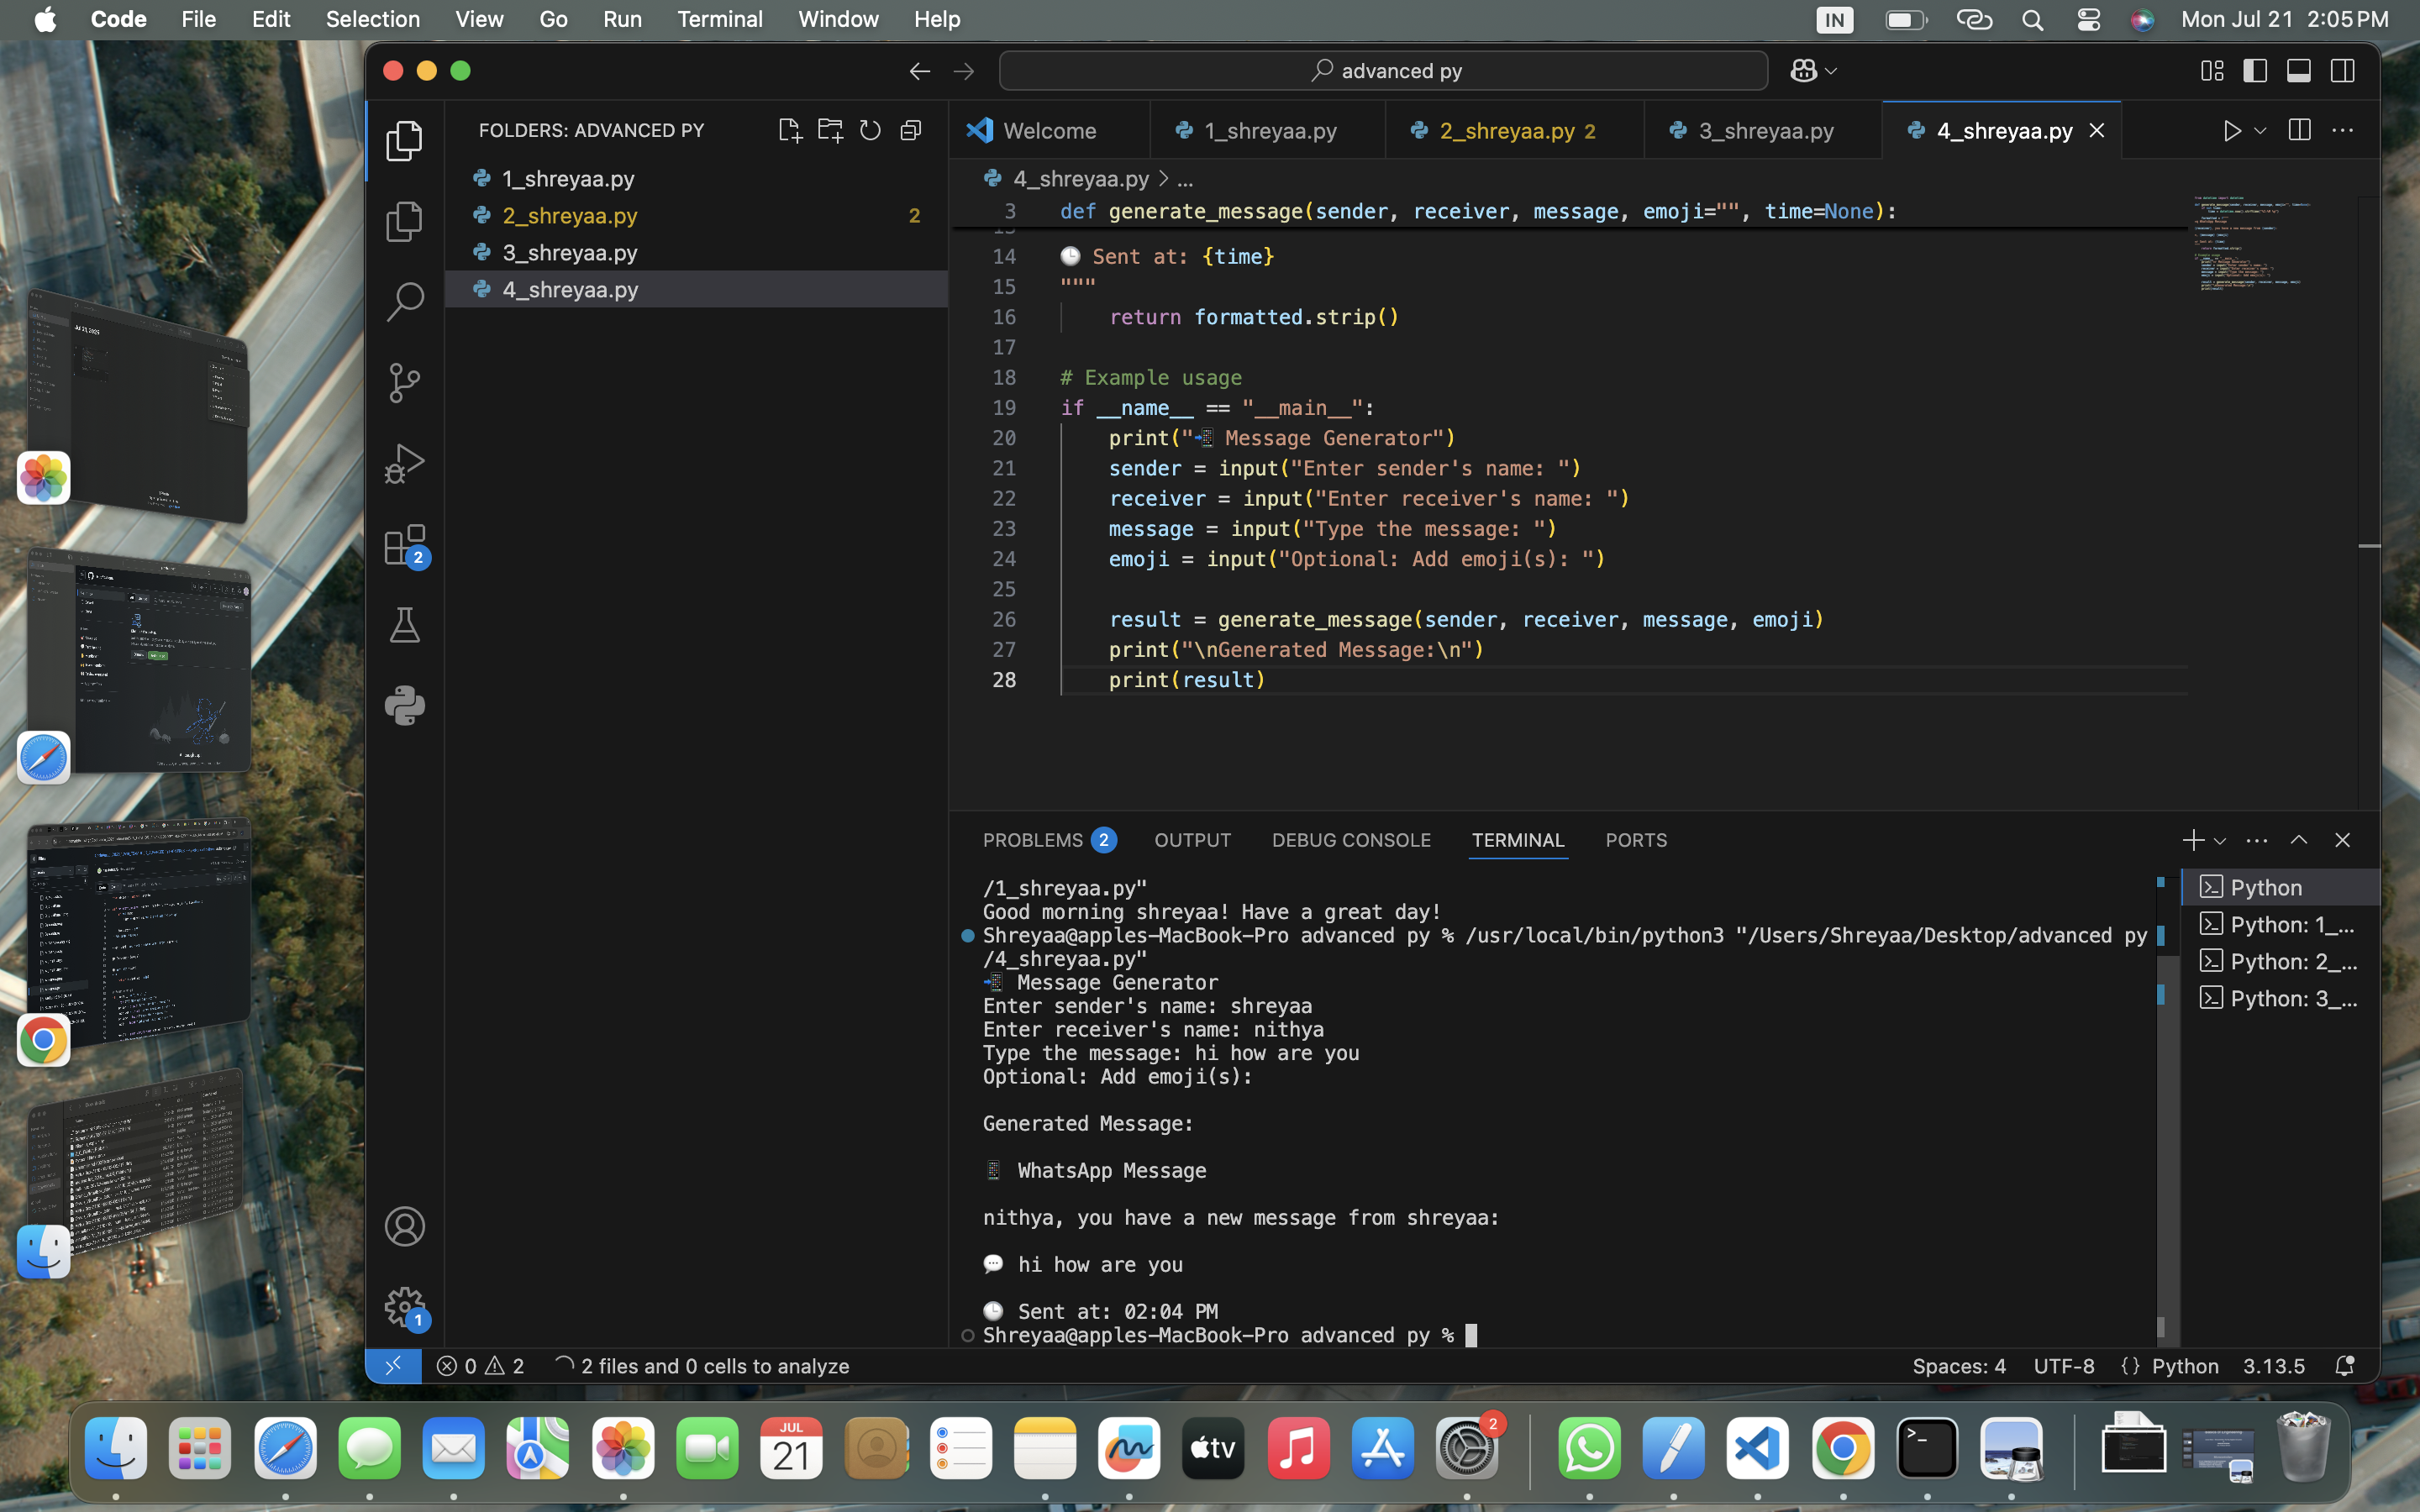 Code File Edit Selection View Go Run Terminal Window Help IN Mon Jul 21 2:05 PM
advanced py
FOLDERS: ADVANCED PY
1_shreyaa.py
2_shreyaa.py 2
3_shreyaa.py
4_shreyaa.py
2
1
Welcome 1_shreyaa.py 2_shreyaa.py 2 3_shreyaa.py 4_shreyaa.py
4_shreyaa.py > ...
3 def generate_message(sender, receiver, message, emoji="", time=None):
14 🕒 Sent at: {time}
15 """
16 return formatted.strip()
17
18 # Example usage
19 if __name__ == "__main__":
20 print("📲 Message Generator")
21 sender = input("Enter sender's name: ")
22 receiver = input("Enter receiver's name: ")
23 message = input("Type the message: ")
24 emoji = input("Optional: Add emoji(s): ")
25
26 result = generate_message(sender, receiver, message, emoji)
27 print("\nGenerated Message:\n")
28 print(result)
PROBLEMS 2 OUTPUT DEBUG CONSOLE TERMINAL PORTS
/1_shreyaa.py"
Good morning shreyaa! Have a great day!
Shreyaa@apples-MacBook-Pro advanced py % /usr/local/bin/python3 "/Users/Shreyaa/Desktop/advanced py
/4_shreyaa.py"
📲 Message Generator
Enter sender's name: shreyaa
Enter receiver's name: nithya
Type the message: hi how are you
Optional: Add emoji(s):
Generated Message:
📱 WhatsApp Message
nithya, you have a new message from shreyaa:
💬 hi how are you
🕒 Sent at: 02:04 PM
Shreyaa@apples-MacBook-Pro advanced py %
Python
Python: 1_...
Python: 2_...
Python: 3_...
0 2 2 files and 0 cells to analyze Spaces: 4 UTF-8 {} Python 3.13.5
JUL
21
tv
2